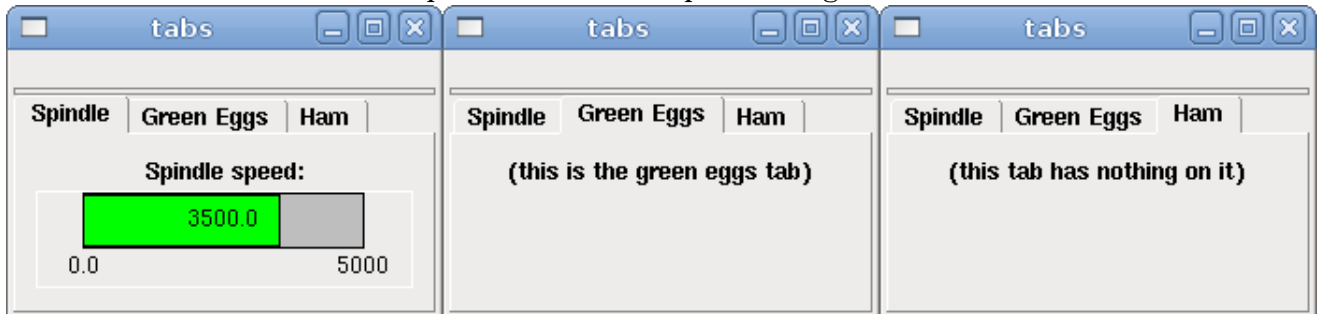 tabs
Spindle Green Eggs Ham
Spindle speed:
3500.0
0.0 5000
tabs
Spindle Green Eggs Ham
(this is the green eggs tab)
tabs
Spindle Green Eggs Ham
(this tab has nothing on it)